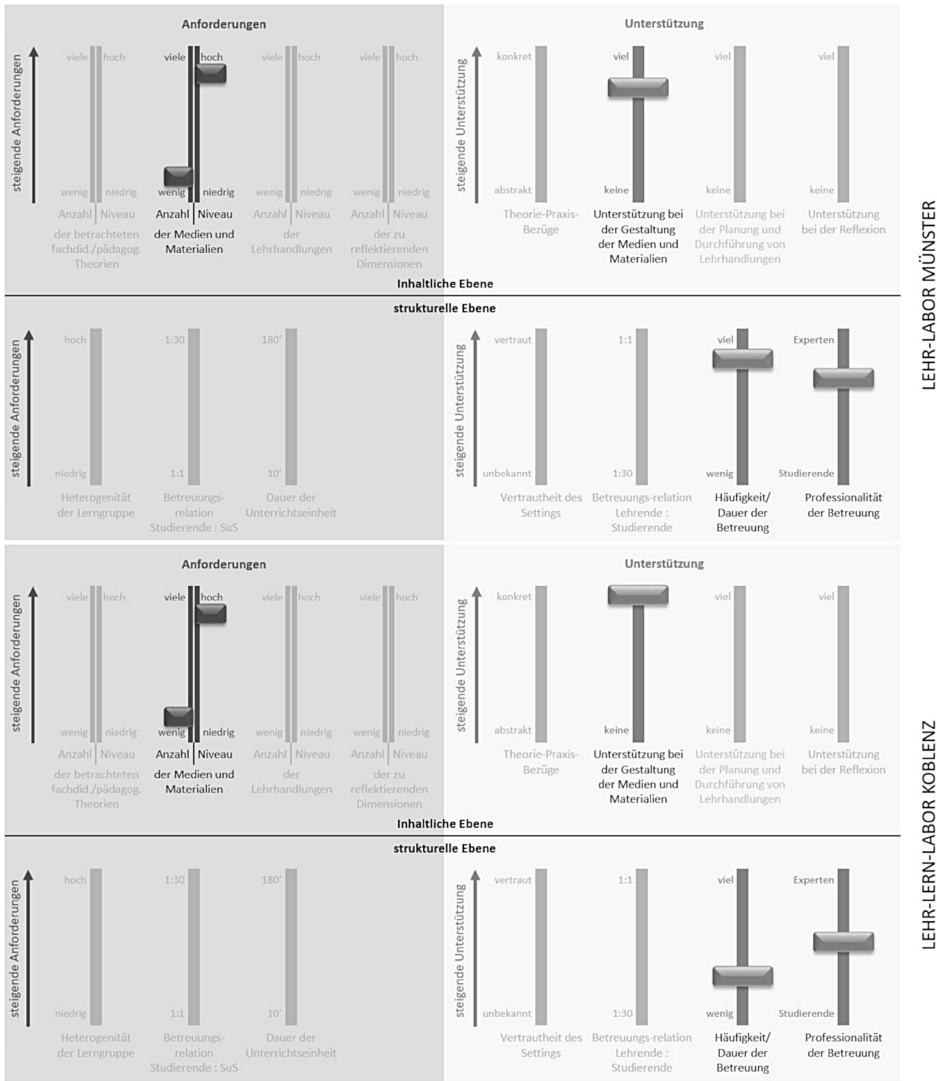 Anforderungen
Unterstützung
steigende Anforderungen
viele hoch
viele hoch
viele hoch
viele hoch
wenig niedrig
wenig niedrig
wenig niedrig
wenig niedrig
Anzahl Niveau
der betrachteten
fachdid./pädagog.
Theorien
Anzahl Niveau
der Medien und
Materialien
Anzahl Niveau
der
Lehrhandlungen
Anzahl Niveau
der zu
reflektierenden
Dimensionen
steigende Unterstützung
konkret
abstrakt
Theorie-Praxis-
Bezüge
viel
keine
Unterstützung bei
der Gestaltung
der Medien und
Materialien
viel
keine
Unterstützung bei
der Planung und
Durchführung von
Lehrhandlungen
viel
keine
Unterstützung
bei der Reflexion
Inhaltliche Ebene
strukturelle Ebene
steigende Anforderungen
hoch
niedrig
Heterogenität
der Lerngruppe
1:30
1:1
Betreuungs-
relation
Studierende : SuS
180'
10'
Dauer der
Unterrichtseinheit
steigende Unterstützung
vertraut
unbekannt
Vertrautheit des
Settings
1:1
1:30
Betreuungs-relation
Lehrende :
Studierende
viel
wenig
Häufigkeit/
Dauer der
Betreuung
Experten
Studierende
Professionalität
der Betreuung
LEHR-LABOR MÜNSTER
Anforderungen
Unterstützung
steigende Anforderungen
viele hoch
viele hoch
viele hoch
viele hoch
wenig niedrig
wenig niedrig
wenig niedrig
wenig niedrig
Anzahl Niveau
der betrachteten
fachdid./pädagog.
Theorien
Anzahl Niveau
der Medien und
Materialien
Anzahl Niveau
der
Lehrhandlungen
Anzahl Niveau
der zu
reflektierenden
Dimensionen
steigende Unterstützung
konkret
abstrakt
Theorie-Praxis-
Bezüge
keine
Unterstützung bei
der Gestaltung
der Medien und
Materialien
viel
keine
Unterstützung bei
der Planung und
Durchführung von
Lehrhandlungen
viel
keine
Unterstützung
bei der Reflexion
Inhaltliche Ebene
strukturelle Ebene
steigende Anforderungen
hoch
niedrig
Heterogenität
der Lerngruppe
1:30
1:1
Betreuungs-
relation
Studierende : SuS
180'
10'
Dauer der
Unterrichtseinheit
steigende Unterstützung
vertraut
unbekannt
Vertrautheit des
Settings
1:1
1:30
Betreuungs-relation
Lehrende :
Studierende
viel
wenig
Häufigkeit/
Dauer der
Betreuung
Experten
Studierende
Professionalität
der Betreuung
LEHR-LERN-LABOR KOBLENZ